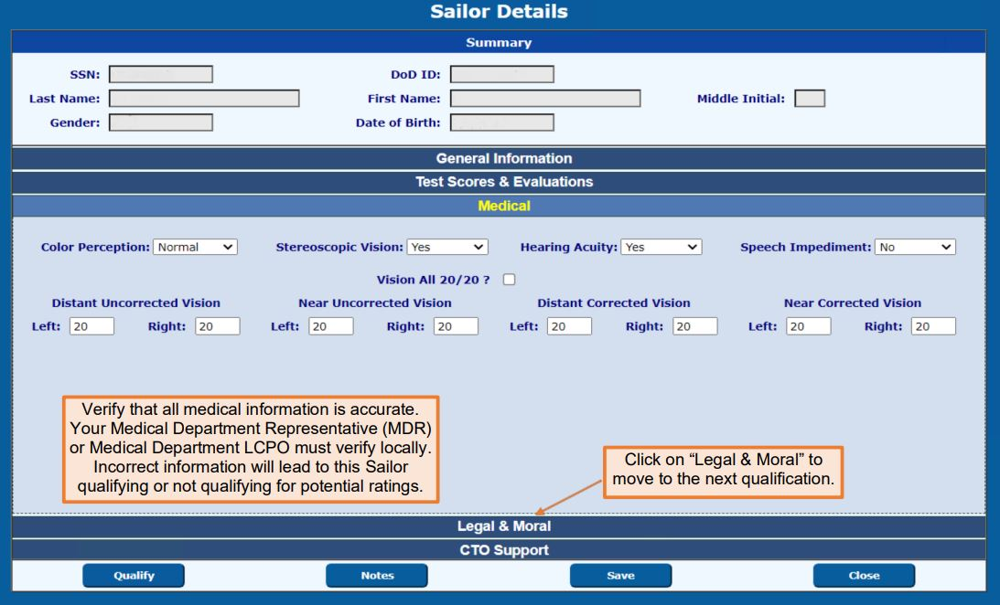 Sailor Details
Summary
SSN: DoD ID:
Last Name: First Name: Middle Initial:
Gender: Date of Birth:
General Information
Test Scores & Evaluations
Medical
Color Perception: Normal Stereoscopic Vision: Yes Hearing Acuity: Yes Speech Impediment: No
Vision All 20/20 ?
Distant Uncorrected Vision Near Uncorrected Vision Distant Corrected Vision Near Corrected Vision
Left: 20 Right: 20 Left: 20 Right: 20 Left: 20 Right: 20 Left: 20 Right: 20
Verify that all medical information is accurate.
Your Medical Department Representative (MDR)
or Medical Department LCPO must verify locally.
Incorrect information will lead to this Sailor
qualifying or not qualifying for potential ratings.
Click on “Legal & Moral” to
move to the next qualification.
Legal & Moral
CTO Support
Qualify Notes Save Close